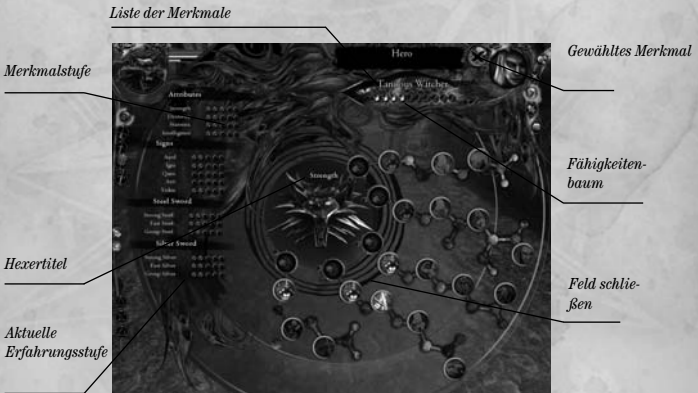 Liste der Merkmale
Gewähltes Merkmal
Merkmalstufe
Fähigkeiten-
baum
Hexertitel
Feld schlie-
ßen
Aktuelle
Erfahrungsstufe
Hero
Witcher
Attributes
Strength
Intelligence
Signs
Aard
Igni
Quen
Axii
Yrden
Steel Sword
Strong Steel
Fast Steel
Group Steel
Silver Sword
Strong Silver
Fast Silver
Group Silver
Strength